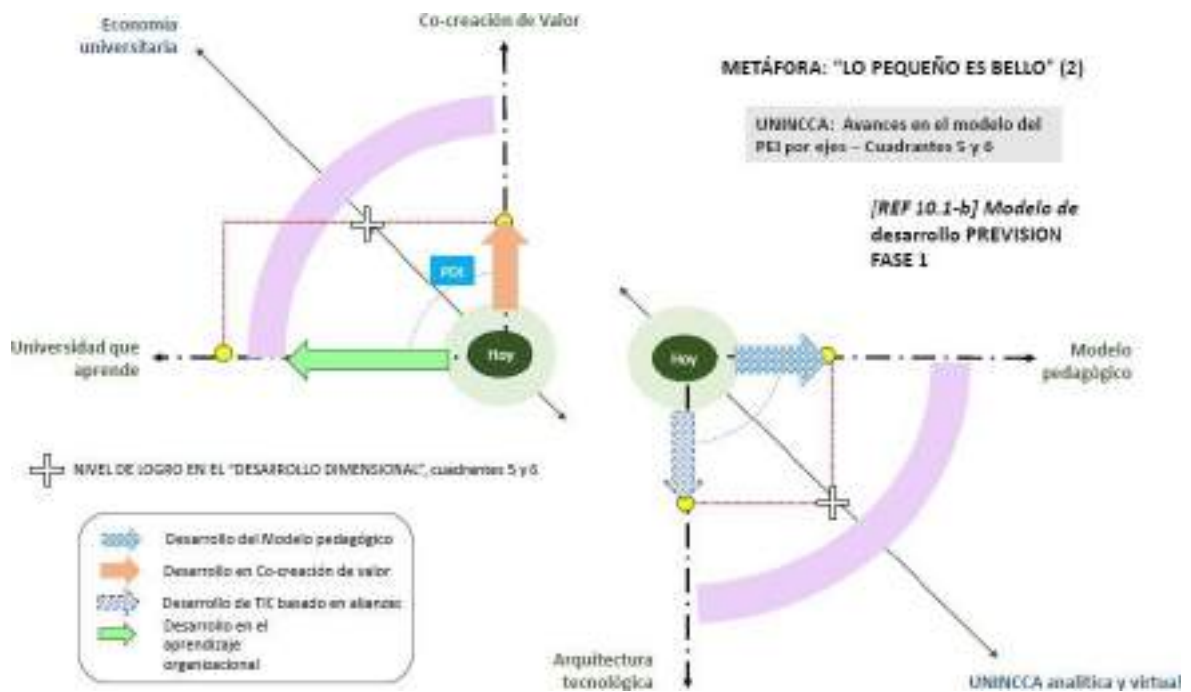 Economía
universitaria
Co-creación de Valor
METÁFORA: "LO PEQUEÑO ES BELLO" (2)
UNINCCA: Avances en el modelo del
PEI por ejes – Cuadrantes 5 y 6
[REF 10.1-b] Modelo de
desarrollo PREVISION
FASE 1
PDI
Universidad que
aprende
Hoy
Hoy
Modelo
pedagógico
NIVEL DE LOGRO EN EL "DESARROLLO DIMENSIONAL", cuadrantes 5 y 6
Desarrollo del Modelo pedagógico
Desarrollo en Co-creación de valor
Desarrollo de TIC basado en alianzas
Desarrollo en el
aprendizaje
organizacional
Arquitectura
tecnológica
UNINCCA analítica y virtual